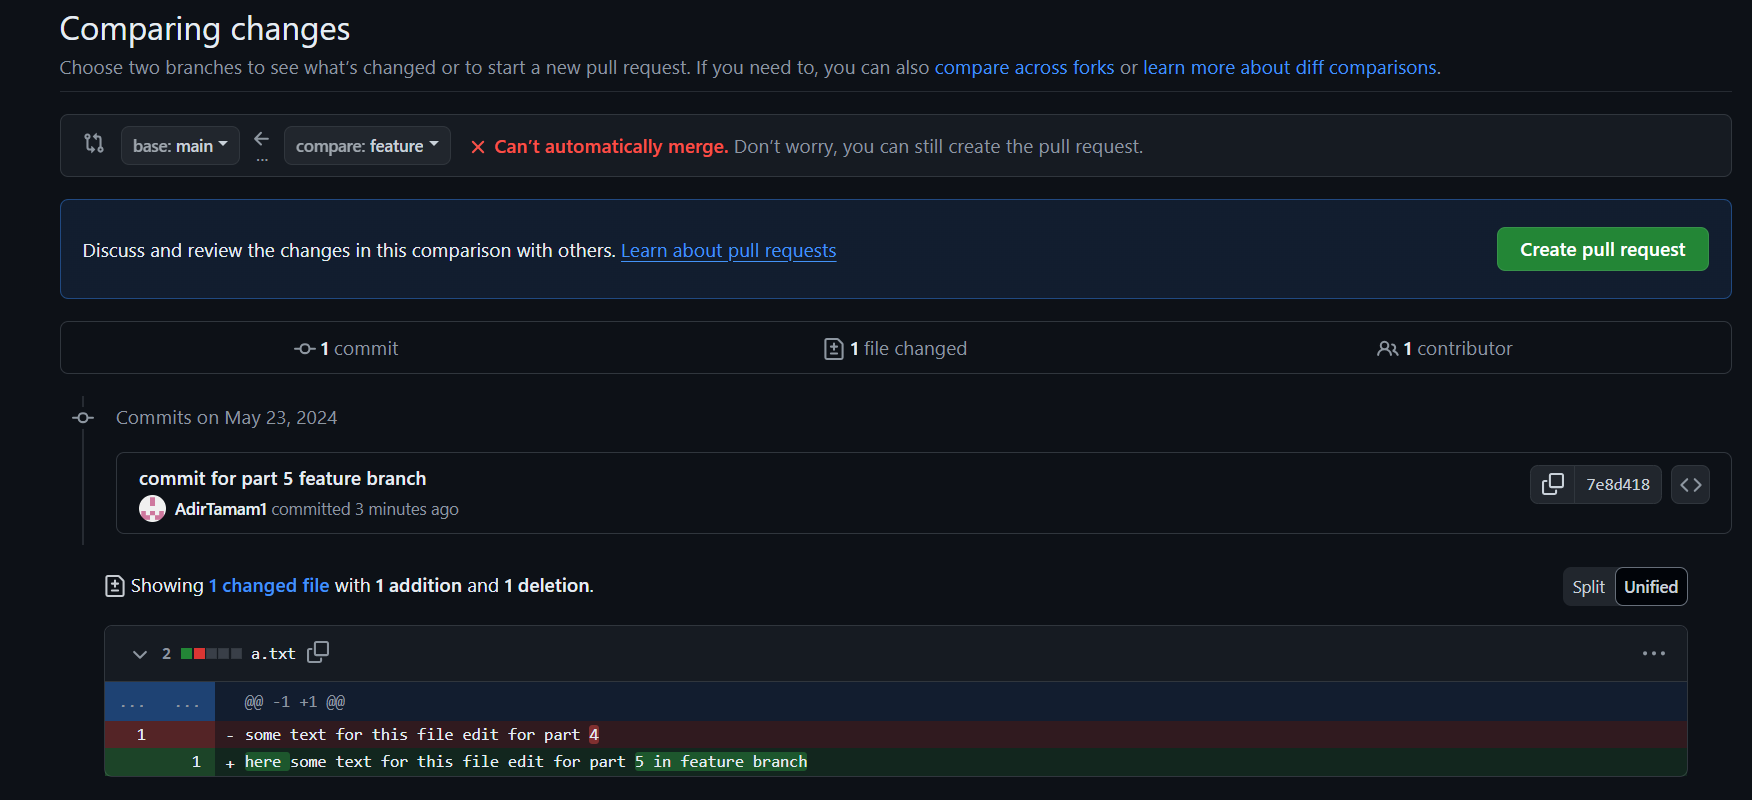 Comparing changes
Choose two branches to see what's changed or to start a new pull request. If you need to, you can also compare across forks or learn more about diff comparisons.
base: main ... compare: feature Can't automatically merge. Don't worry, you can still create the pull request.
Discuss and review the changes in this comparison with others. Learn about pull requests Create pull request
1 commit 1 file changed 1 contributor
Commits on May 23, 2024
commit for part 5 feature branch
7e8d418
AdirTamam1 committed 3 minutes ago
Showing 1 changed file with 1 addition and 1 deletion. Split Unified
2 a.txt ...
... ... @@ -1 +1 @@
1 - some text for this file edit for part 4
1 + here some text for this file edit for part 5 in feature branch